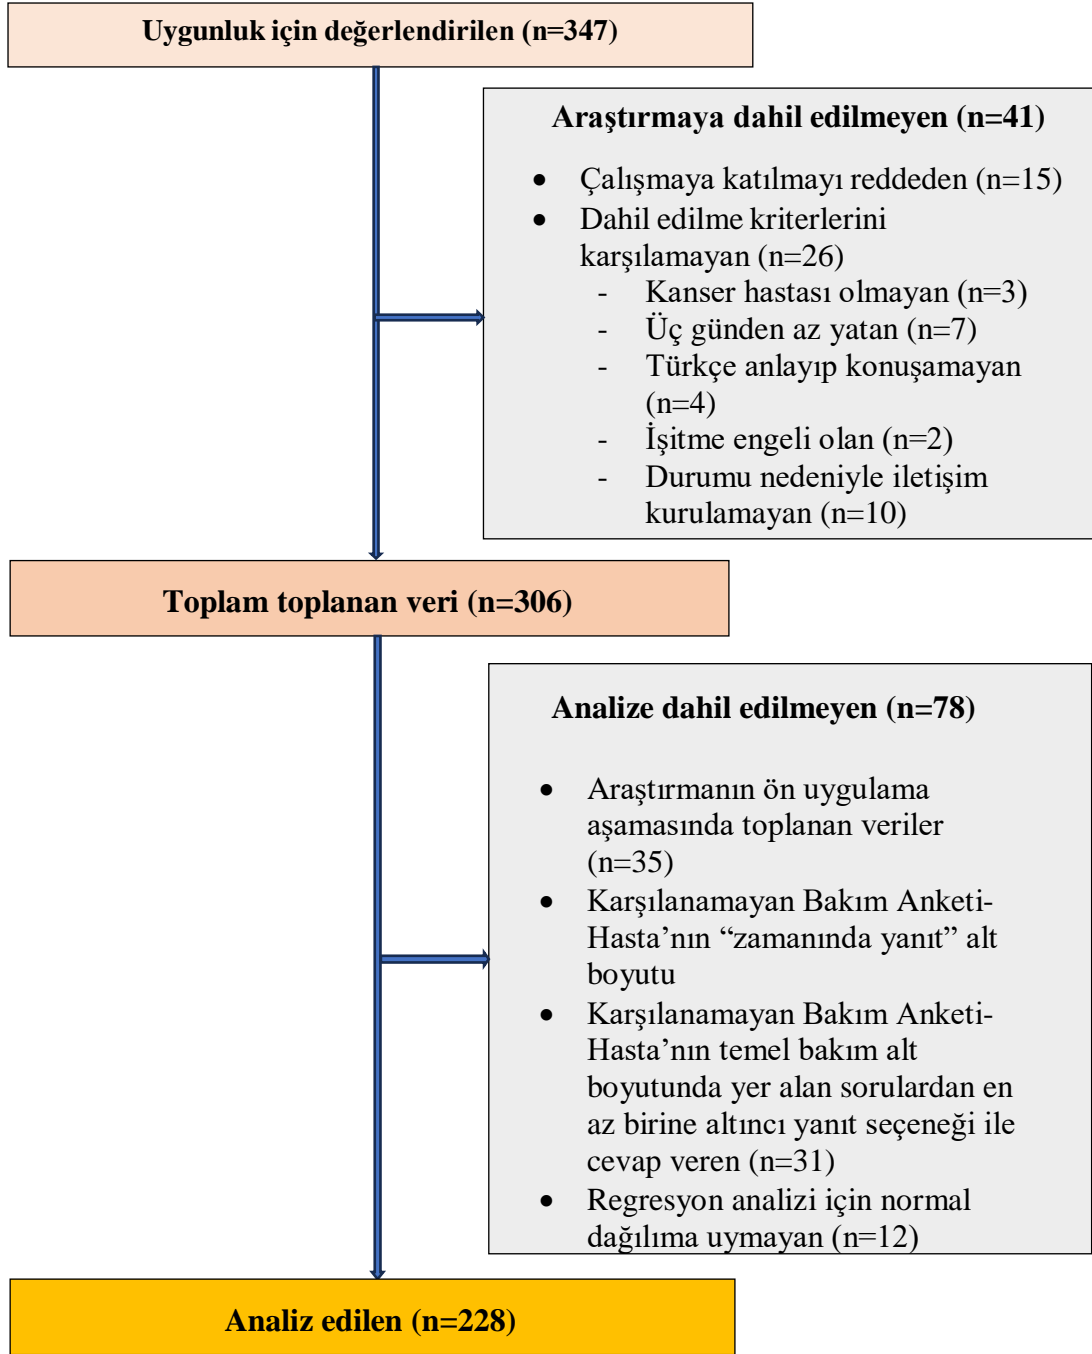 Uygunluk için değerlendirilen (n=347)
Araştırmaya dahil edilmeyen (n=41)
• Çalışmaya katılmayı reddeden (n=15)
• Dahil edilme kriterlerini
karşılamayan (n=26)
- Kanser hastası olmayan (n=3)
- Üç günden az yatan (n=7)
- Türkçe anlayıp konuşamayan
(n=4)
- İşitme engeli olan (n=2)
- Durumu nedeniyle iletişim
kurulamayan (n=10)
Toplam toplanan veri (n=306)
Analize dahil edilmeyen (n=78)
• Araştırmanın ön uygulama
aşamasında toplanan veriler
(n=35)
• Karşılanamayan Bakım Anketi-
Hasta’nın “zamanında yanıt” alt
boyutu
• Karşılanamayan Bakım Anketi-
Hasta’nın temel bakım alt
boyutunda yer alan sorulardan en
az birine altıncı yanıt seçeneği ile
cevap veren (n=31)
• Regresyon analizi için normal
dağılıma uymayan (n=12)
Analiz edilen (n=228)